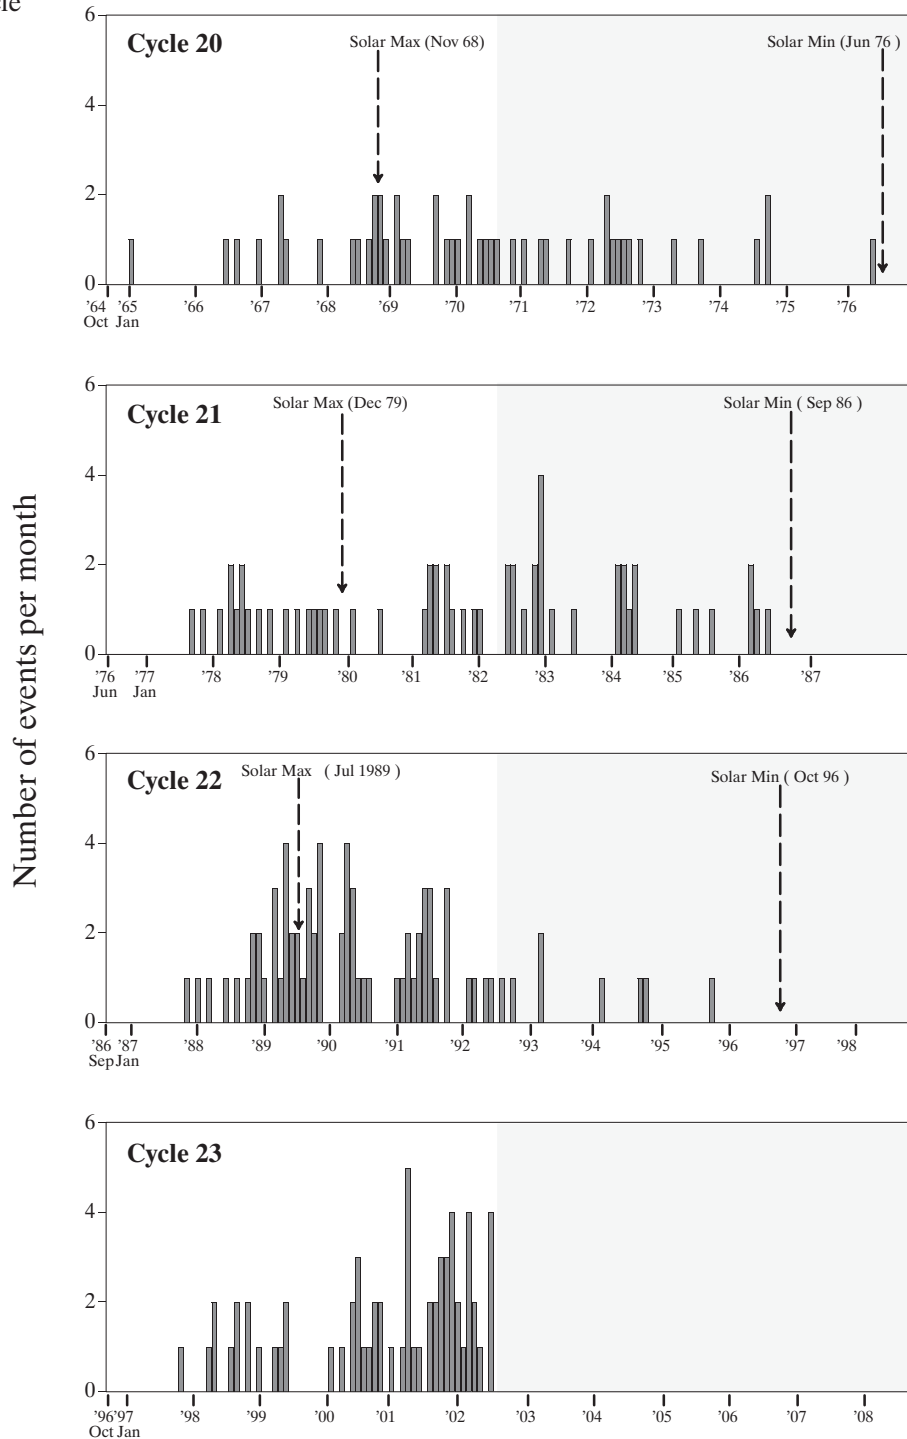 cle
6
Cycle 20
Solar Max (Nov 68)
Solar Min (Jun 76 )
4
2
0
’64 ’65 ’66 ’67 ’68 ’69 ’70 ’71 ’72 ’73 ’74 ’75 ’76
Oct Jan
6
Cycle 21
Solar Max (Dec 79)
Solar Min ( Sep 86 )
4
2
0
’76 ’77 ’78 ’79 ’80 ’81 ’82 ’83 ’84 ’85 ’86 ’87
Jun Jan
Number of events per month
6
Cycle 22
Solar Max ( Jul 1989 )
Solar Min ( Oct 96 )
4
2
0
’86 ’87 ’88 ’89 ’90 ’91 ’92 ’93 ’94 ’95 ’96 ’97 ’98
Sep Jan
6
Cycle 23
4
2
0
’96 ’97 ’98 ’99 ’00 ’01 ’02 ’03 ’04 ’05 ’06 ’07 ’08
Oct Jan